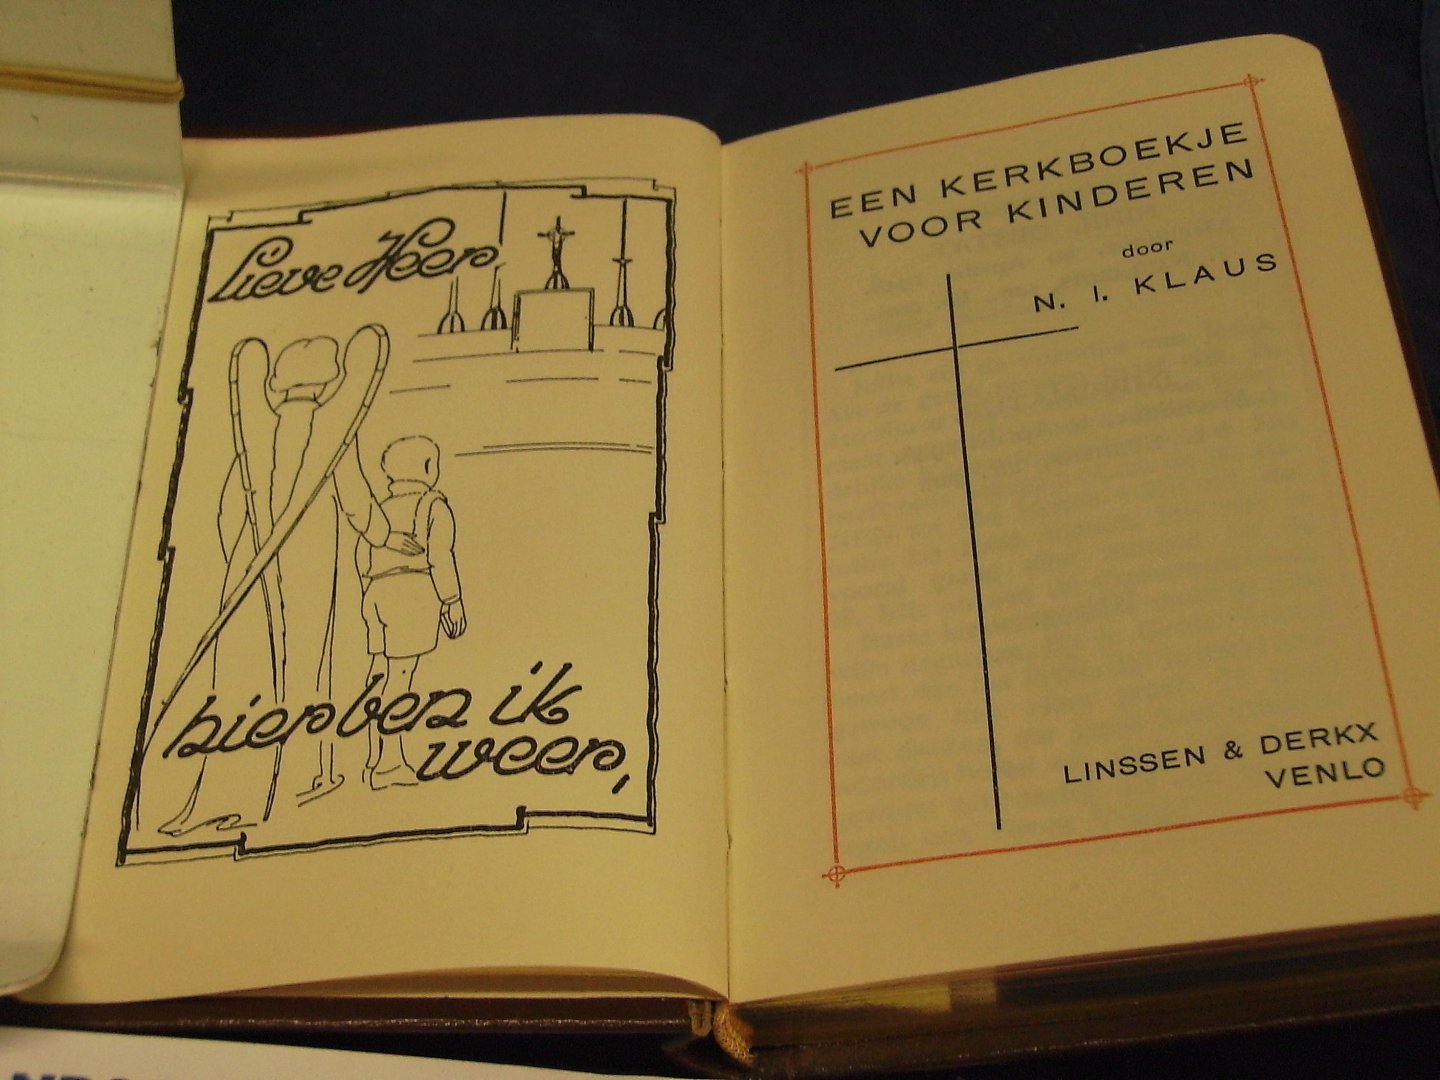 Lieve Heer
hier ben ik
weer,
EEN KERKBOEKJE
VOOR KINDEREN
door
N. I. KLAUS
LINSSEN & DERKX
VENLO